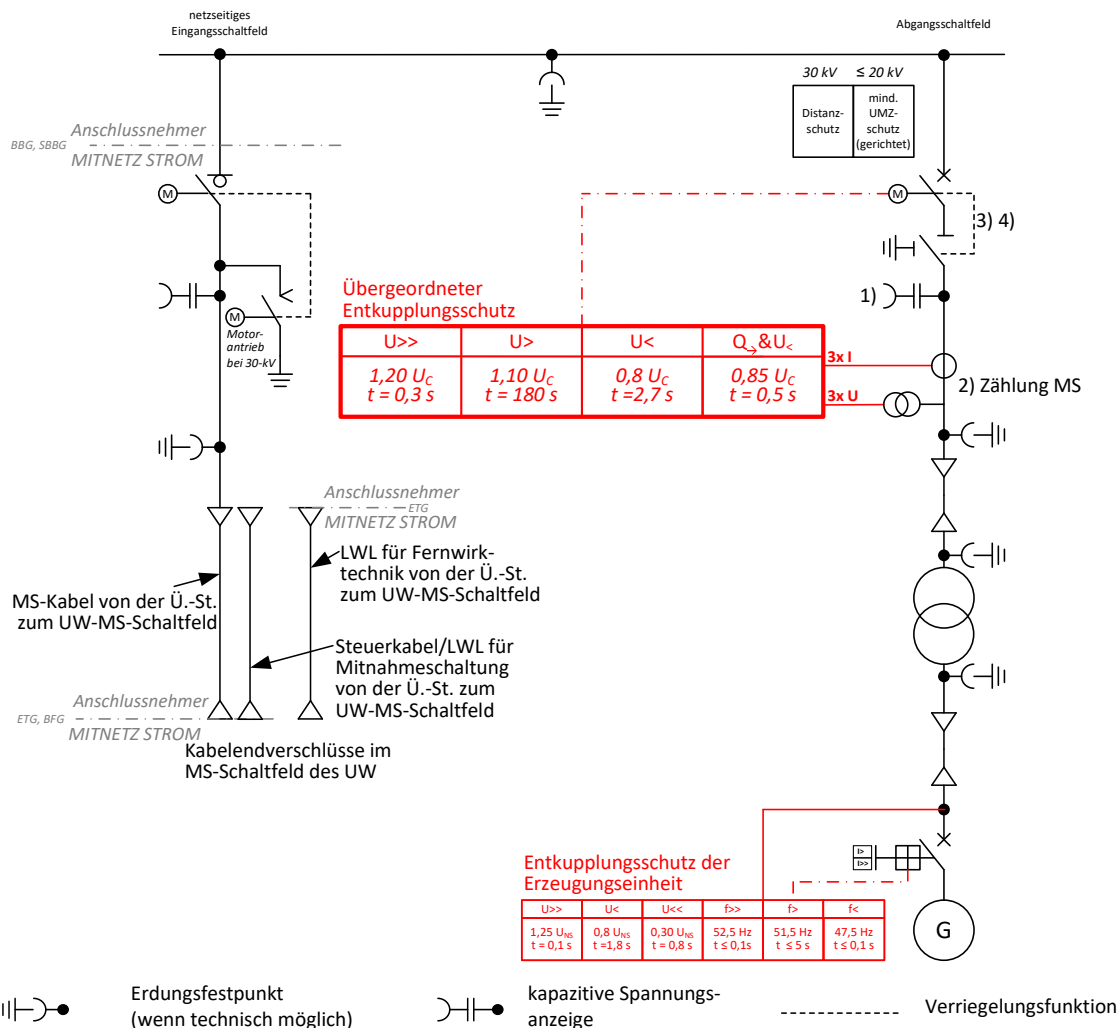 netzseitiges
Eingangsschaltfeld
Abgangsschaltfeld
30 kV ≤ 20 kV
Distanz-
schutz
mind.
UMZ-
schutz
(gerichtet)
Anschlussnehmer
BBG, SBBG
MITNETZ STROM
M
M
3) 4)
1)
M
Motor-
antrieb
bei 30-kV
Übergeordneter
Entkupplungsschutz
U>> U> U< Q→&U<
1,20 UC 1,10 UC 0,8 UC 0,85 UC
t = 0,3 s t = 180 s t =2,7 s t = 0,5 s
3x I
3x U
2) Zählung MS
Anschlussnehmer
ETG
MITNETZ STROM
LWL für Fernwirk-
technik von der Ü.-St.
zum UW-MS-Schaltfeld
MS-Kabel von der Ü.-St.
zum UW-MS-Schaltfeld
Steuerkabel/LWL für
Mitnahmeschaltung
von der Ü.-St. zum
UW-MS-Schaltfeld
Anschlussnehmer
ETG, BFG
MITNETZ STROM
Kabelendverschlüsse im
MS-Schaltfeld des UW
Entkupplungsschutz der
Erzeugungseinheit
I>
I>>
U>> U< U<< f>> f> f<
1,25 UNS 0,8 UNS 0,30 UNS 52,5 Hz 51,5 Hz 47,5 Hz
t = 0,1 s t =1,8 s t = 0,8 s t ≤ 0,1s t ≤ 5 s t ≤ 0,1 s
G
Erdungsfestpunkt
(wenn technisch möglich)
kapazitive Spannungs-
anzeige
Verriegelungsfunktion